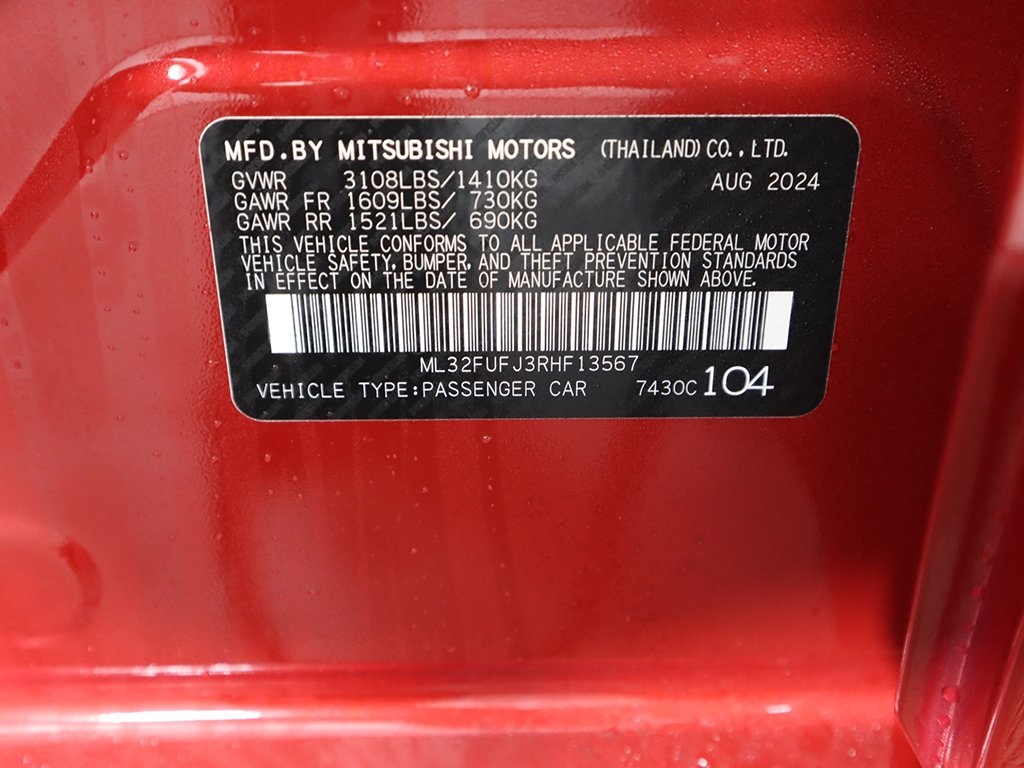 MFD.BY MITSUBISHI MOTORS (THAILAND) CO., LTD.
GVWR 3108LBS/1410KG AUG 2024
GAWR FR 1609LBS/ 730KG
GAWR RR 1521LBS/ 690KG
THIS VEHICLE CONFORMS TO ALL APPLICABLE FEDERAL MOTOR
VEHICLE SAFETY, BUMPER, AND THEFT PREVENTION STANDARDS
IN EFFECT ON THE DATE OF MANUFACTURE SHOWN ABOVE.
ML32FUFJ3RHF13567
VEHICLE TYPE:PASSENGER CAR 7430C 104